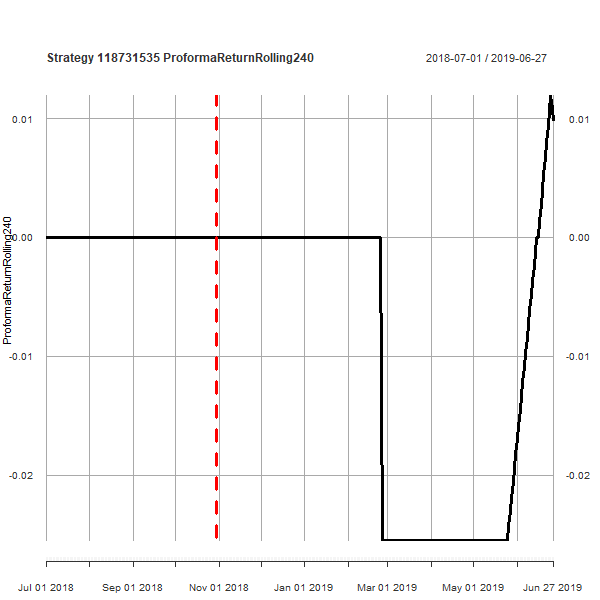 Strategy 118731535 ProformaReturnRolling240
2018-07-01 / 2019-06-27
0.01
0.01
0.00
0.00
-0.01
-0.01
-0.02
-0.02
ProformaReturnRolling240
Jul 01 2018
Sep 01 2018
Nov 01 2018
Jan 01 2019
Mar 01 2019
May 01 2019
Jun 27 2019